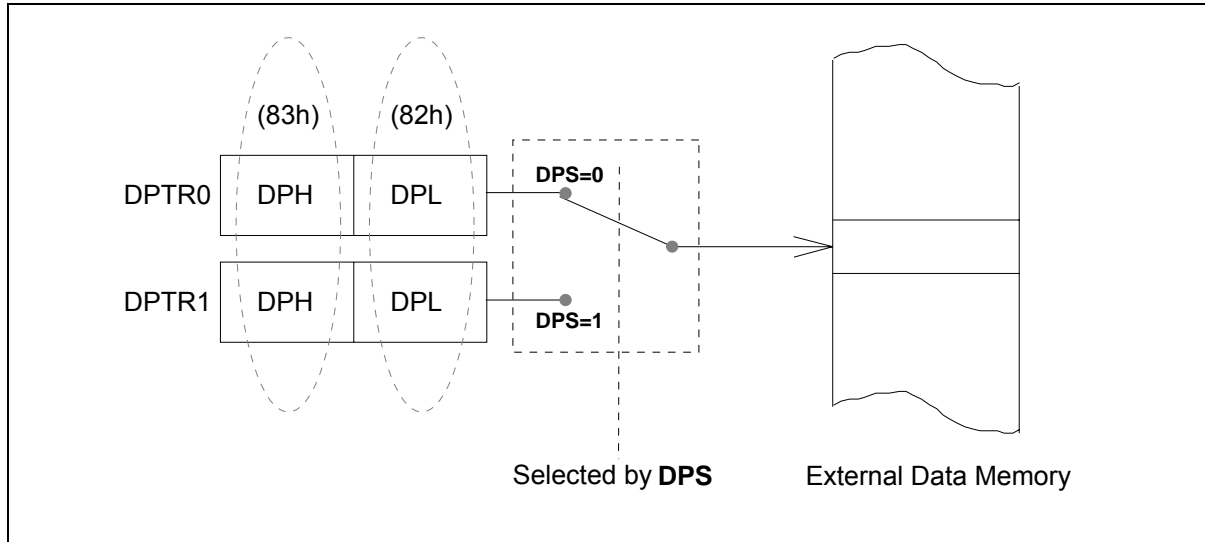 (83h) (82h)
DPS=0
DPTR0 DPH DPL
DPTR1 DPH DPL
DPS=1
Selected by DPS External Data Memory